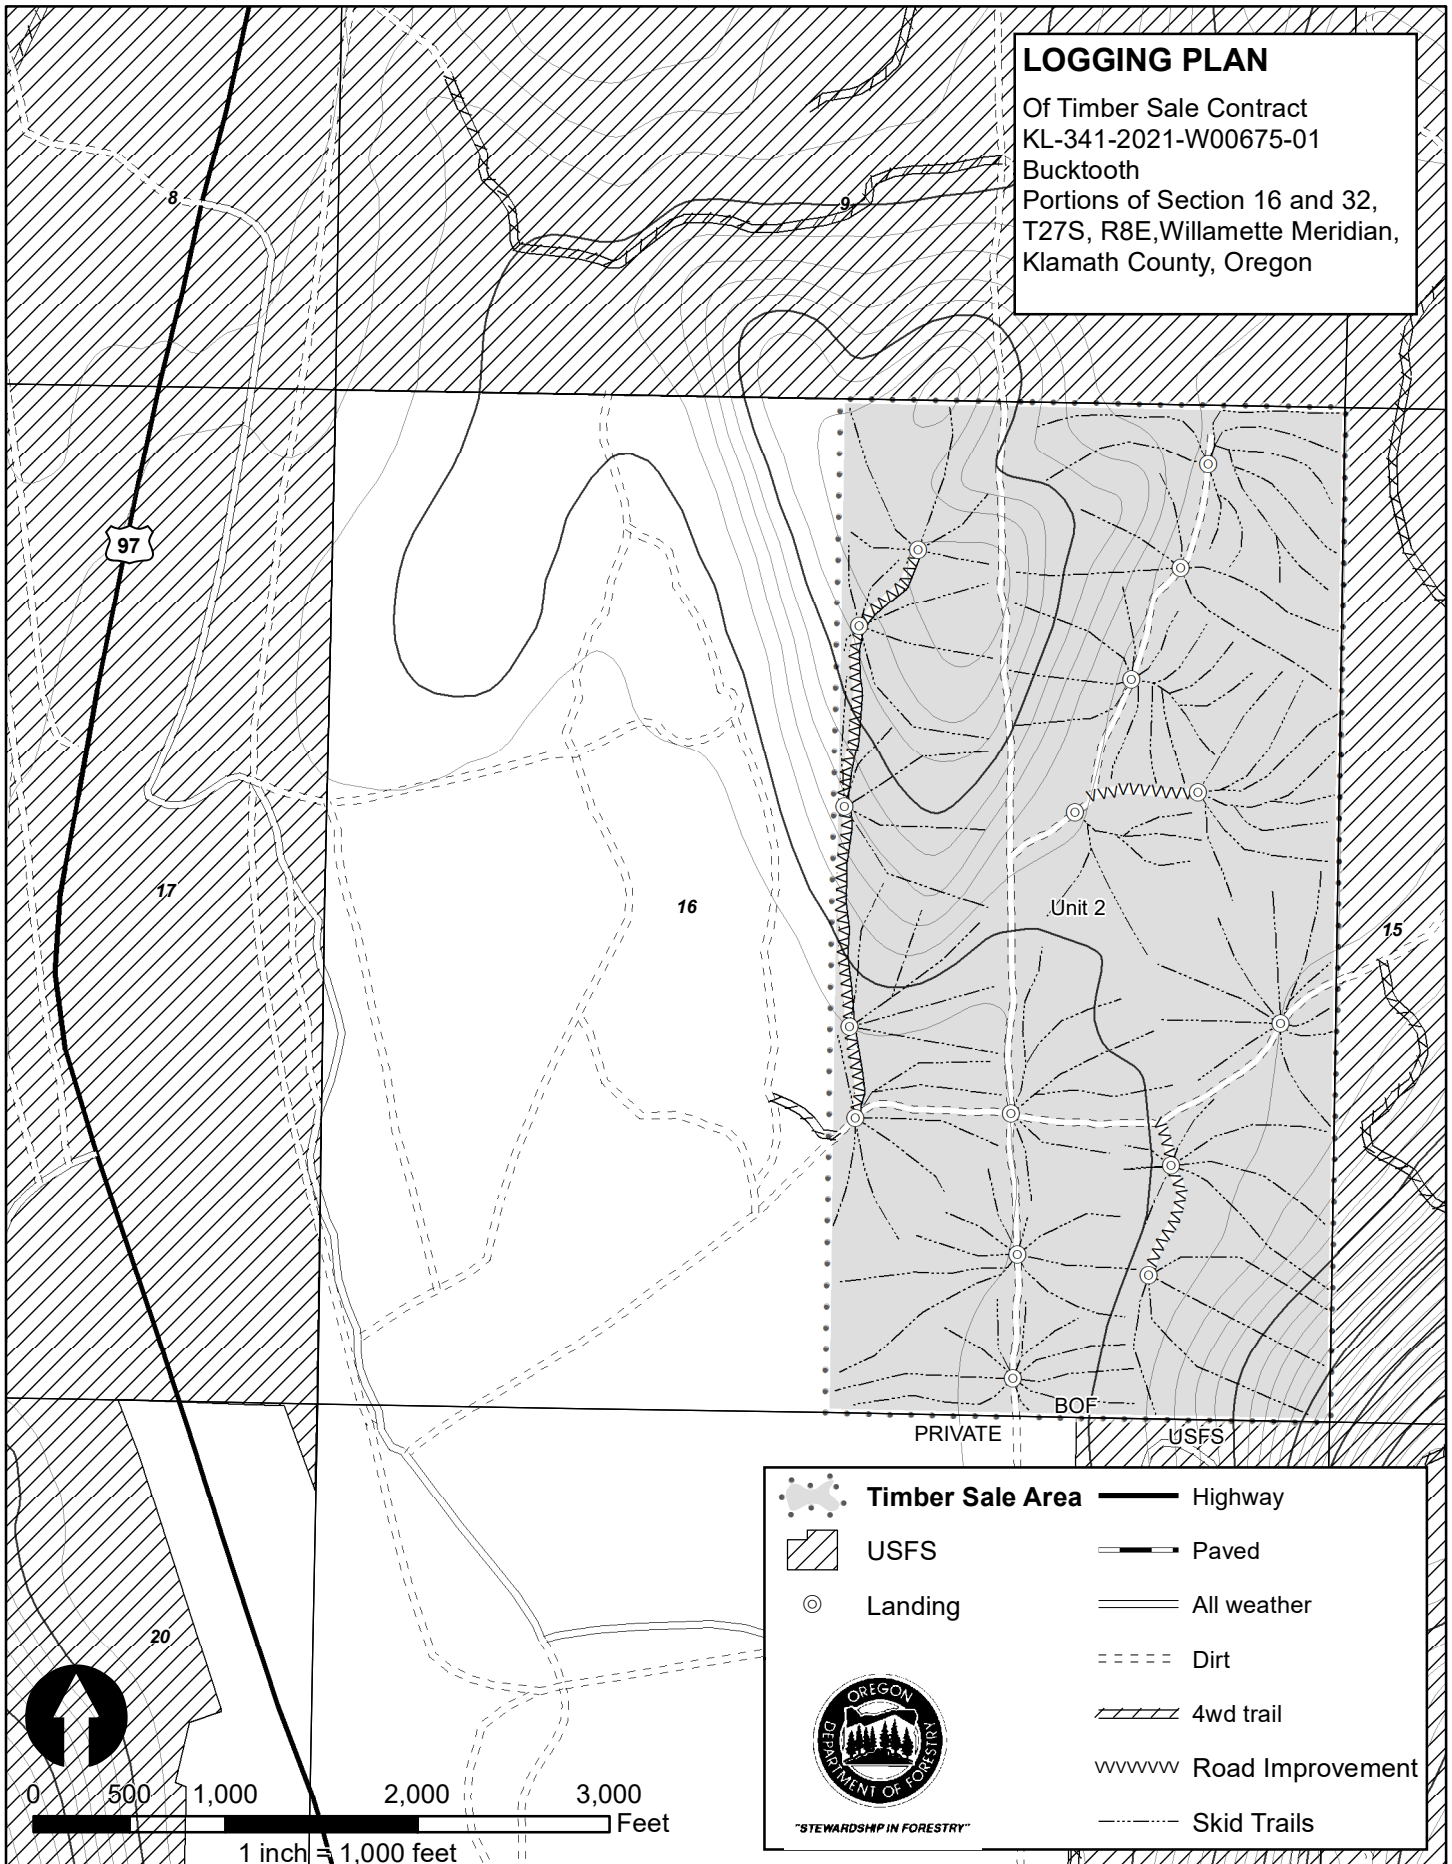 LOGGING PLAN
Of Timber Sale Contract
KL-341-2021-W00675-01
Bucktooth
Portions of Section 16 and 32,
T27S, R8E,Willamette Meridian,
Klamath County, Oregon
8
9
97
17
16
Unit 2
15
BOF
PRIVATE
USFS
20
Timber Sale Area
USFS
Landing
Highway
Paved
All weather
Dirt
4wd trail
Road Improvement
Skid Trails
OREGON
DEPARTMENT OF FORESTRY
"STEWARDSHIP IN FORESTRY"
0 500 1,000 2,000 3,000
Feet
1 inch = 1,000 feet